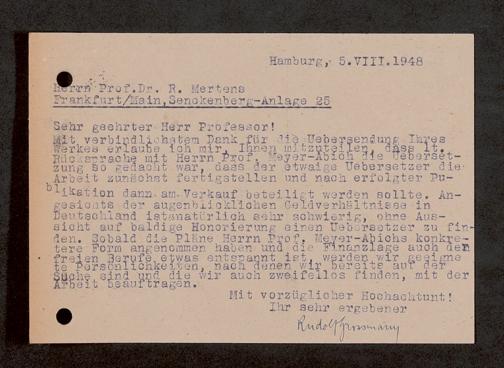 Hamburg, 5.VIII.1948
Herrn Prof.Dr. R. Mertens
Frankfurt/Main, Senckenberg-Anlage 25
Sehr geehrter Herr Professor!
Mit verbindlichstem Dank für die Uebersendung Ihres
Werkes erlaube ich mir, Ihnen mitzuteilen, dass lt.
Rücksprache mit Herrn Prof. Meyer-Abich die Ueberset-
zung so gedacht war, dass der etwaige Uebersetzer die
Arbeit zunächst fertigstellen und nach erfolgter Pu-
blikation dann am Verkauf beteiligt werden sollte. An-
gesichts der augenblicklichen Geldverhältnisse in
Deutschland istsnatürlich sehr schwierig, ohne Aus-
sicht auf baldige Honorierung einen Uebersetzer zu fin-
den. Sobald die Pläne Herrn Prof. Meyer-Abichs konkre-
tere Form angenommen haben und die Finanzlage auch der
freien Berufe etwas entspannt ist, werden wir geeigne
te Persönlichkeiten, nach denen wir bereits auf der
Suche sind und die wir auch zweifellos finden, mit der
Arbeit beauftragen.
Mit vorzüglicher Hochachtunt!
Ihr sehr ergebener
Rudolf Grossmann